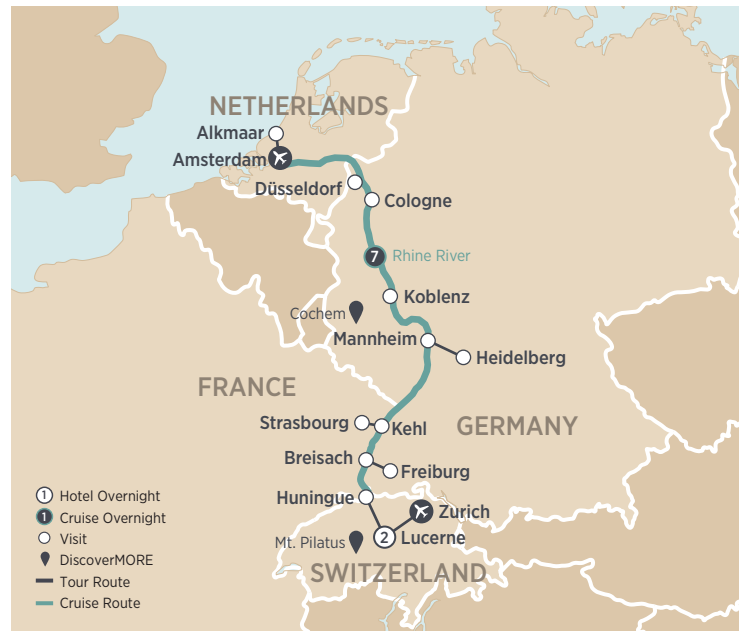 NETHERLANDS
Alkmaar
Amsterdam
Düsseldorf
Cologne
7
Rhine River
Koblenz
Cochem
Mannheim
Heidelberg
FRANCE
Strasbourg
Kehl
GERMANY
Breisach
Freiburg
Huningue
Zurich
2
Lucerne
Mt. Pilatus
SWITZERLAND
1 Hotel Overnight
1 Cruise Overnight
Visit
DiscoverMORE
Tour Route
Cruise Route